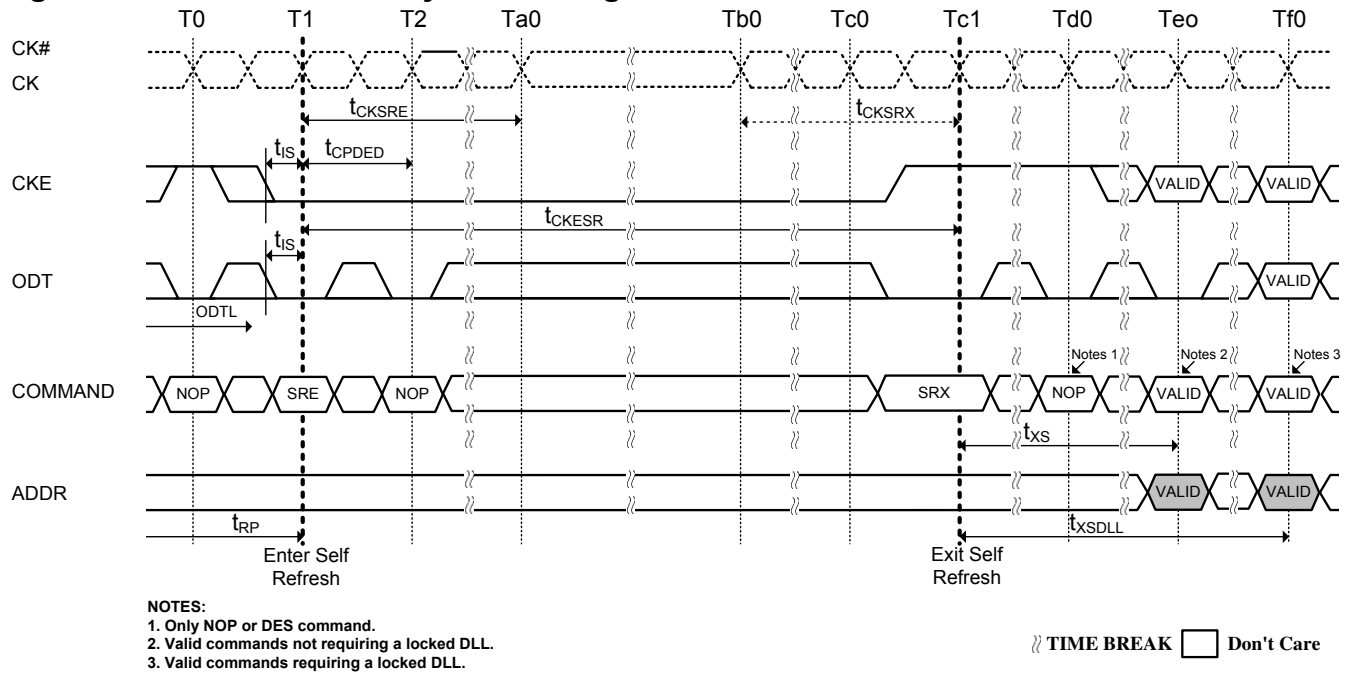 T0 T1 T2 Ta0 Tb0 Tc0 Tc1 Td0 Teo Tf0
CK#
CK
tCKSRE tCKSRX
tIS tCPDED
CKE VALID VALID
tCKESR
tIS
ODT VALID
ODTL
Notes 1 Notes 2 Notes 3
COMMAND NOP SRE NOP SRX NOP VALID VALID
tXS
ADDR VALID VALID
tRP tXSDLL
Enter Self Refresh
Exit Self Refresh
NOTES:
1. Only NOP or DES command.
2. Valid commands not requiring a locked DLL.
3. Valid commands requiring a locked DLL.
TIME BREAK Don't Care